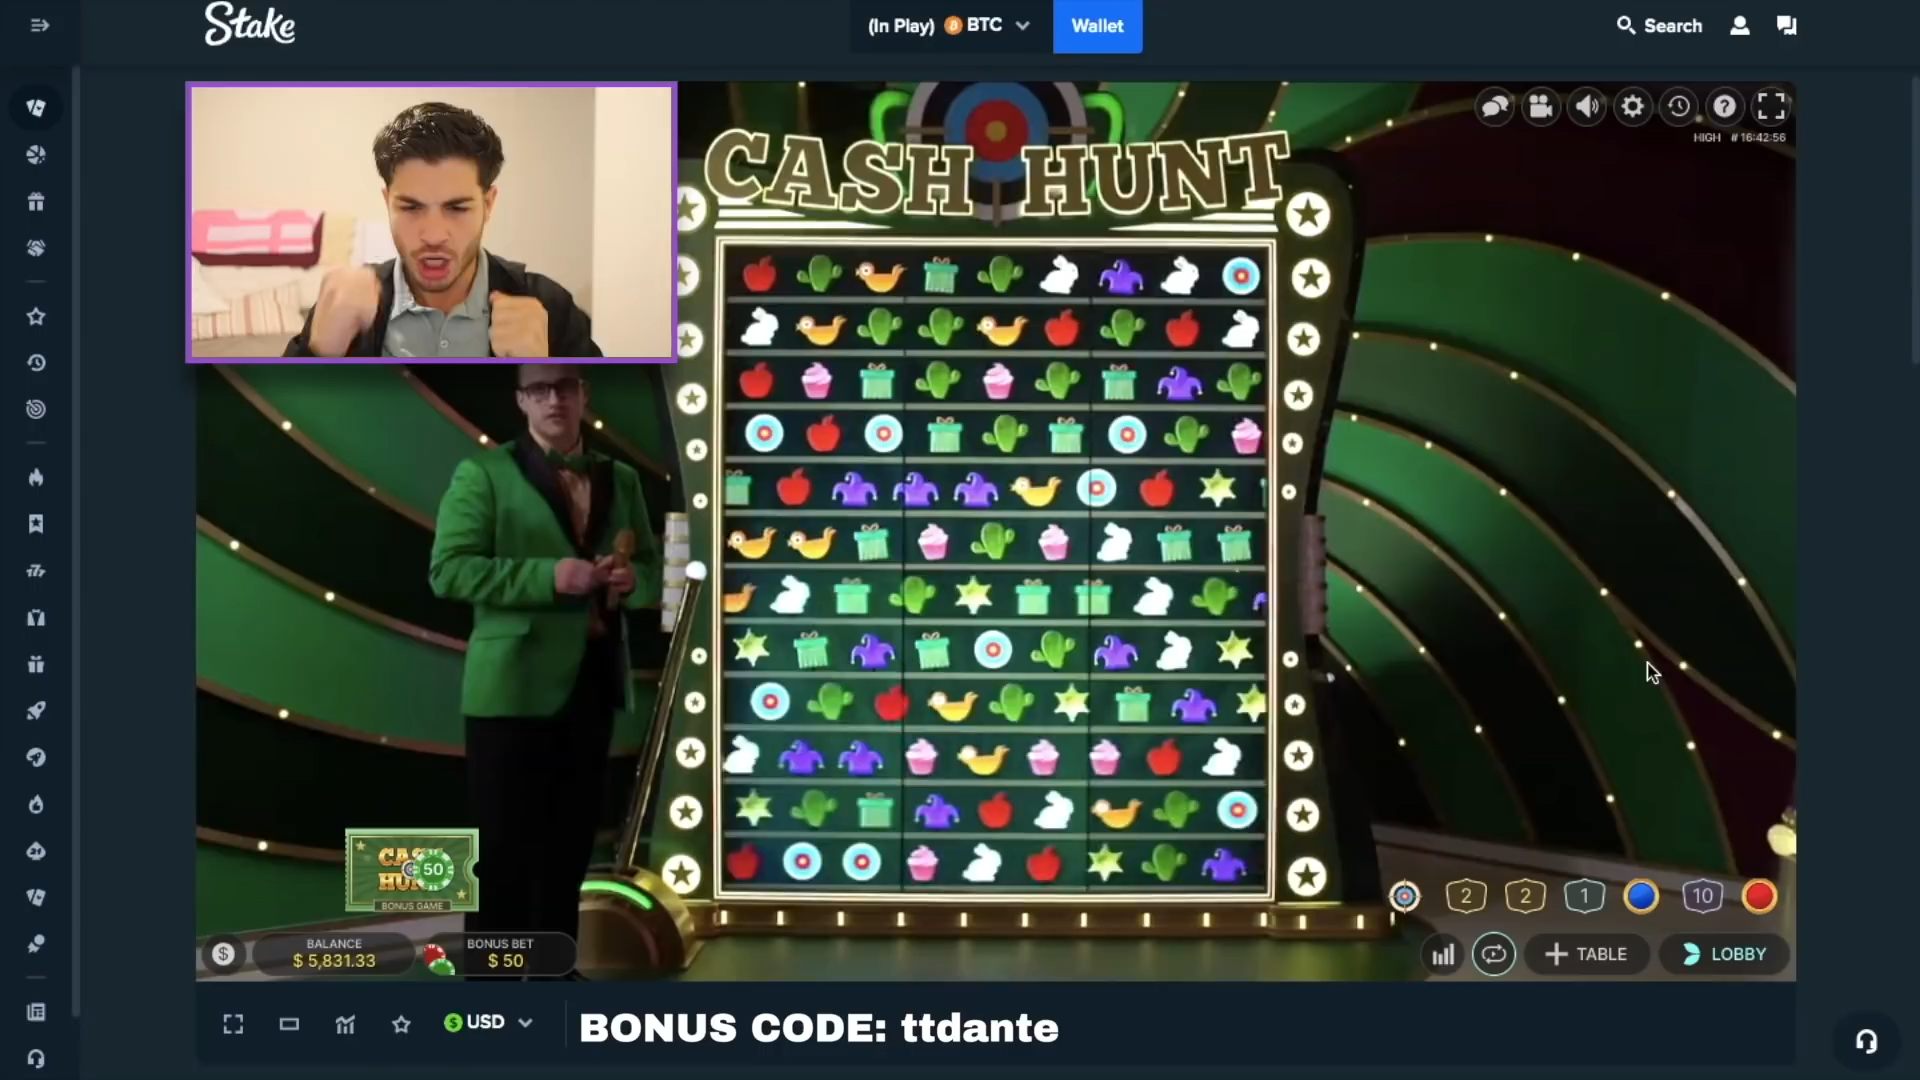 Stake
(In Play) BTC
Wallet
Search
CASH HUNT
HIGH # 16:42:56
CASH
HUNT
50
BONUS GAME
BALANCE
$ 5,831.33
BONUS BET
$ 50
2
2
1
10
TABLE
LOBBY
$ USD
BONUS CODE: ttdante